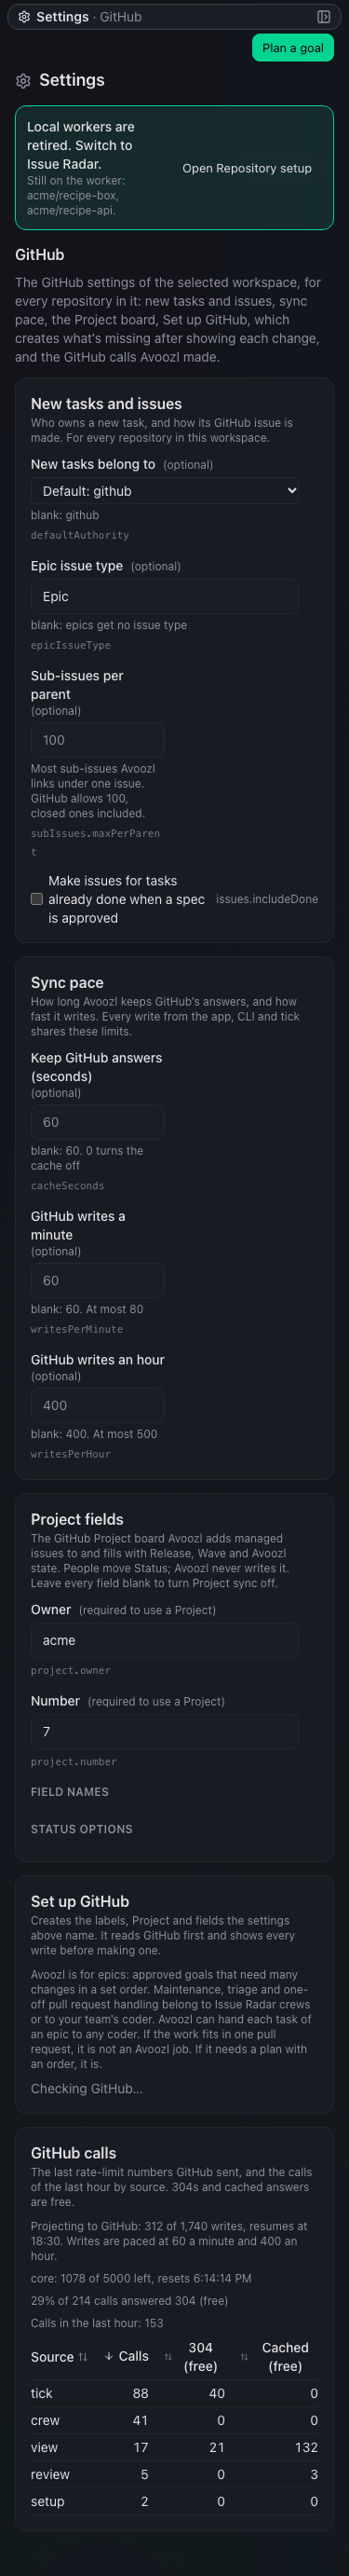 Settings · GitHub
Plan a goal
Settings
Local workers are
retired. Switch to
Issue Radar.
Still on the worker:
acme/recipe-box,
acme/recipe-api.
Open Repository setup
GitHub
The GitHub settings of the selected workspace, for
every repository in it: new tasks and issues, sync
pace, the Project board, Set up GitHub, which
creates what's missing after showing each change,
and the GitHub calls Avoozl made.
New tasks and issues
Who owns a new task, and how its GitHub issue is
made. For every repository in this workspace.
New tasks belong to (optional)
Default: github
blank: github
defaultAuthority
Epic issue type (optional)
Epic
blank: epics get no issue type
epicIssueType
Sub-issues per
parent
(optional)
100
Most sub-issues Avoozl
links under one issue.
GitHub allows 100,
closed ones included.
subIssues.maxPerParen
t
Make issues for tasks
already done when a spec
is approved
issues.includeDone
Sync pace
How long Avoozl keeps GitHub's answers, and how
fast it writes. Every write from the app, CLI and tick
shares these limits.
Keep GitHub answers
(seconds)
(optional)
60
blank: 60. 0 turns the
cache off
cacheSeconds
GitHub writes a
minute
(optional)
60
blank: 60. At most 80
writesPerMinute
GitHub writes an hour
(optional)
400
blank: 400. At most 500
writesPerHour
Project fields
The GitHub Project board Avoozl adds managed
issues to and fills with Release, Wave and Avoozl
state. People move Status; Avoozl never writes it.
Leave every field blank to turn Project sync off.
Owner (required to use a Project)
acme
project.owner
Number (required to use a Project)
7
project.number
FIELD NAMES
STATUS OPTIONS
Set up GitHub
Creates the labels, Project and fields the settings
above name. It reads GitHub first and shows every
write before making one.
Avoozl is for epics: approved goals that need many
changes in a set order. Maintenance, triage and one-
off pull request handling belong to Issue Radar crews
or to your team's coder. Avoozl can hand each task of
an epic to any coder. If the work fits in one pull
request, it is not an Avoozl job. If it needs a plan with
an order, it is.
Checking GitHub...
GitHub calls
The last rate-limit numbers GitHub sent, and the calls
of the last hour by source. 304s and cached answers
are free.
Projecting to GitHub: 312 of 1,740 writes, resumes at
18:30. Writes are paced at 60 a minute and 400 an
hour.
core: 1078 of 5000 left, resets 6:14:14 PM
29% of 214 calls answered 304 (free)
Calls in the last hour: 153
Source ↑↓ ↓ Calls ↑↓ 304 (free) ↑↓ Cached (free)
tick 88 40 0
crew 41 0 0
view 17 21 132
review 5 0 3
setup 2 0 0